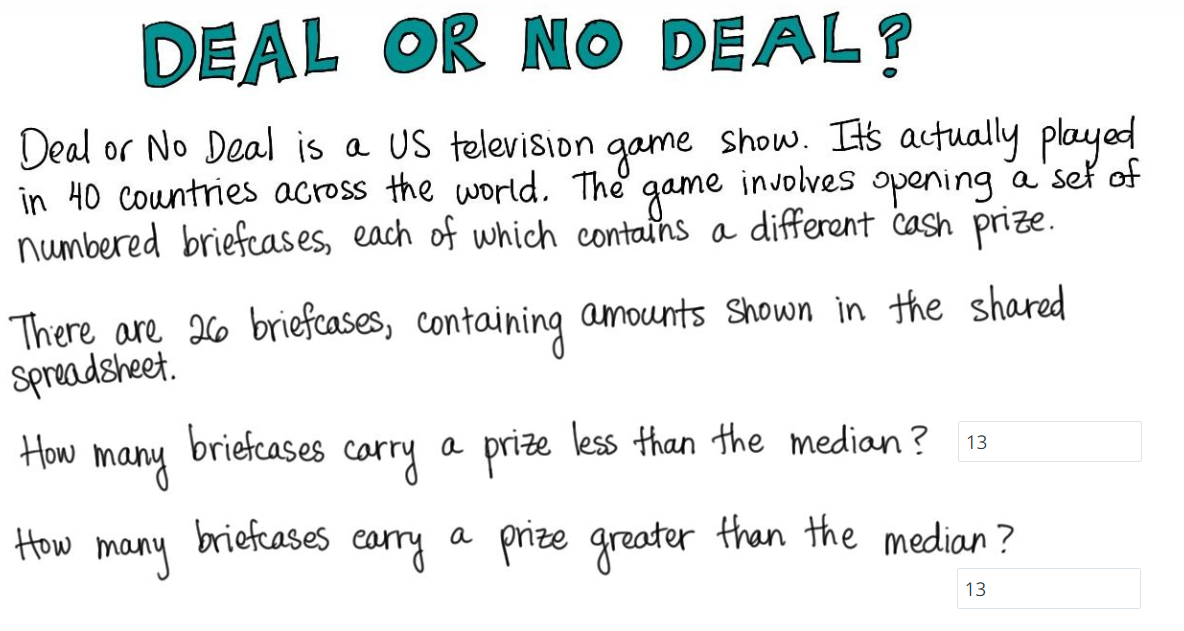 DEAL OR NO DEAL?
Deal or No Deal is a US television game show. It's actually played
in 40 countries across the world. The game involves opening a set of
numbered briefcases, each of which contains a different cash prize.
There are 26 briefcases, containing amounts shown in the shared
spreadsheet.
How many briefcases carry a prize less than the median? 13
How many briefcases carry a prize greater than the median?
13